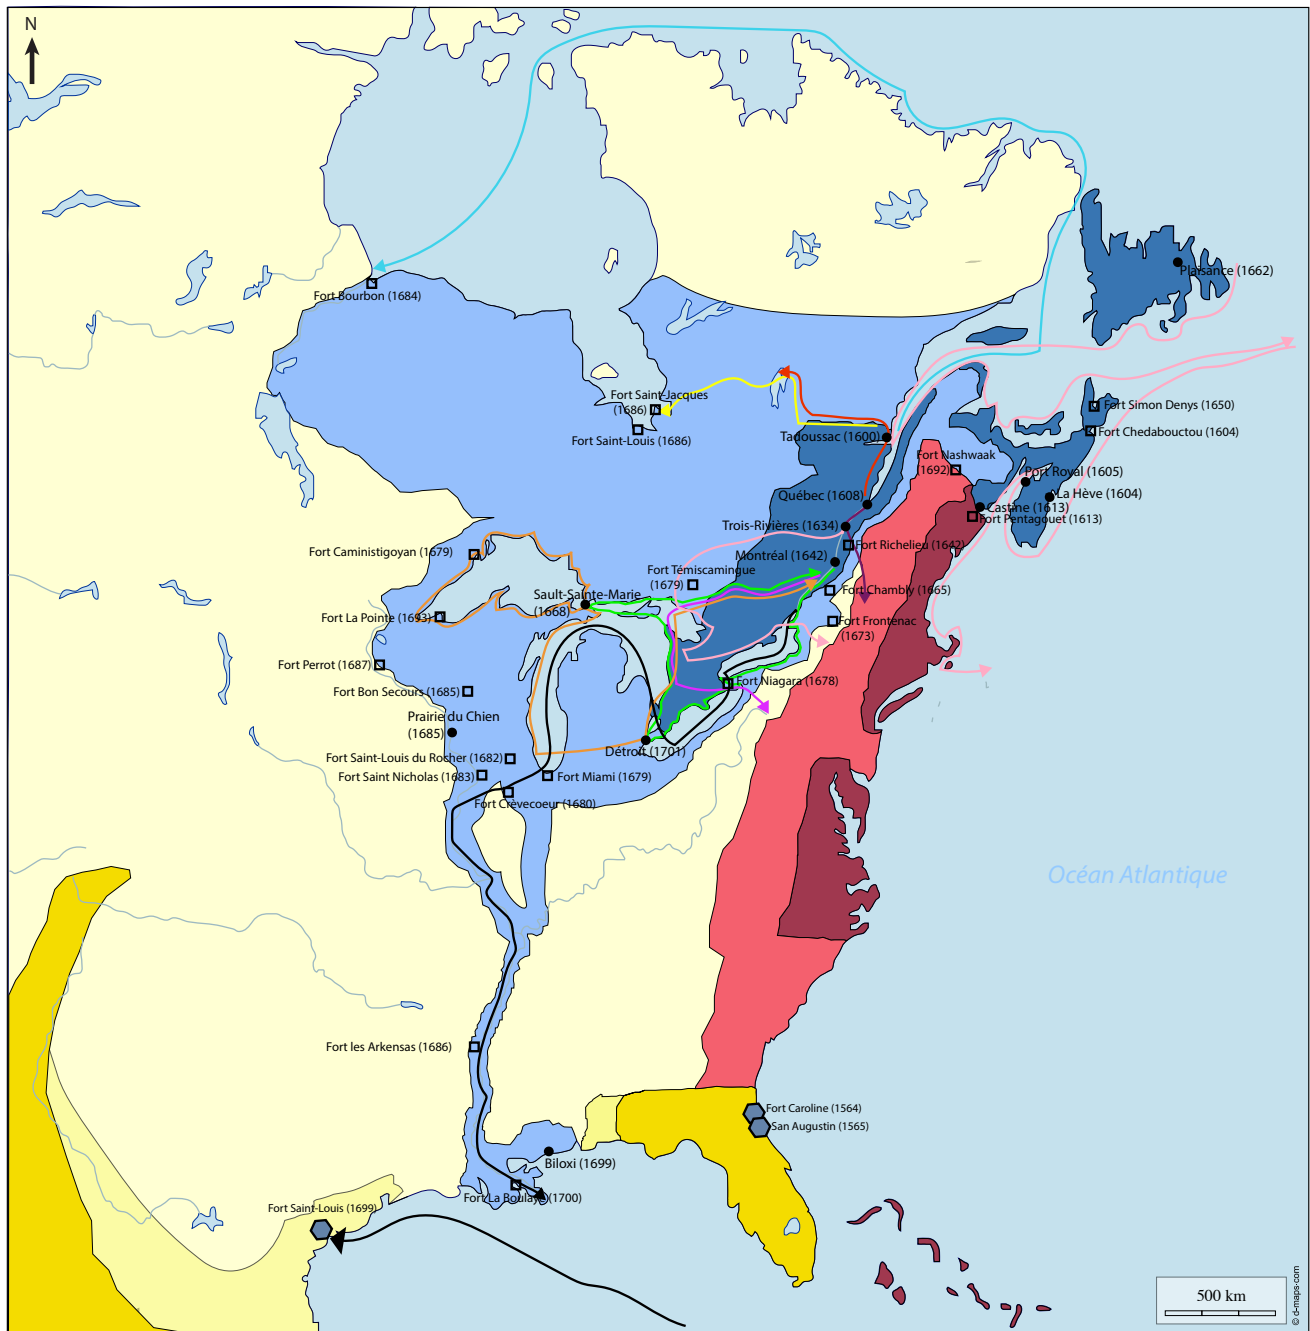 N
Plaisance (1662)
Fort Bourbon (1684)
Fort Saint-Jacques
(1686)
Fort Saint-Louis (1686)
Tadoussac (1600)
Fort Simon Denys (1650)
Fort Chedabouctou (1604)
Fort Nashwaak
(1692)
Port Royal (1605)
La Hève (1604)
Québec (1608)
Castine (1613)
Fort Pentagouet (1613)
Trois-Rivières (1634)
Fort Richelieu (1642)
Montréal (1642)
Fort Caministigoyan (1679)
Fort Témiscamingue
(1679)
Fort Chambly (1665)
Sault-Sainte-Marie
(1668)
Fort La Pointe (1693)
Fort Frontenac
(1673)
Fort Perrot (1687)
Fort Niagara (1678)
Fort Bon Secours (1685)
Prairie du Chien
(1685)
Détroit (1701)
Fort Saint-Louis du Rocher (1682)
Fort Saint Nicholas (1683)
Fort Miami (1679)
Fort Crèvecoeur (1680)
Océan Atlantique
Fort les Arkensas (1686)
Fort Caroline (1564)
San Augustin (1565)
Biloxi (1699)
Fort La Boulaye (1700)
Fort Saint-Louis (1699)
500 km
© d-maps.com